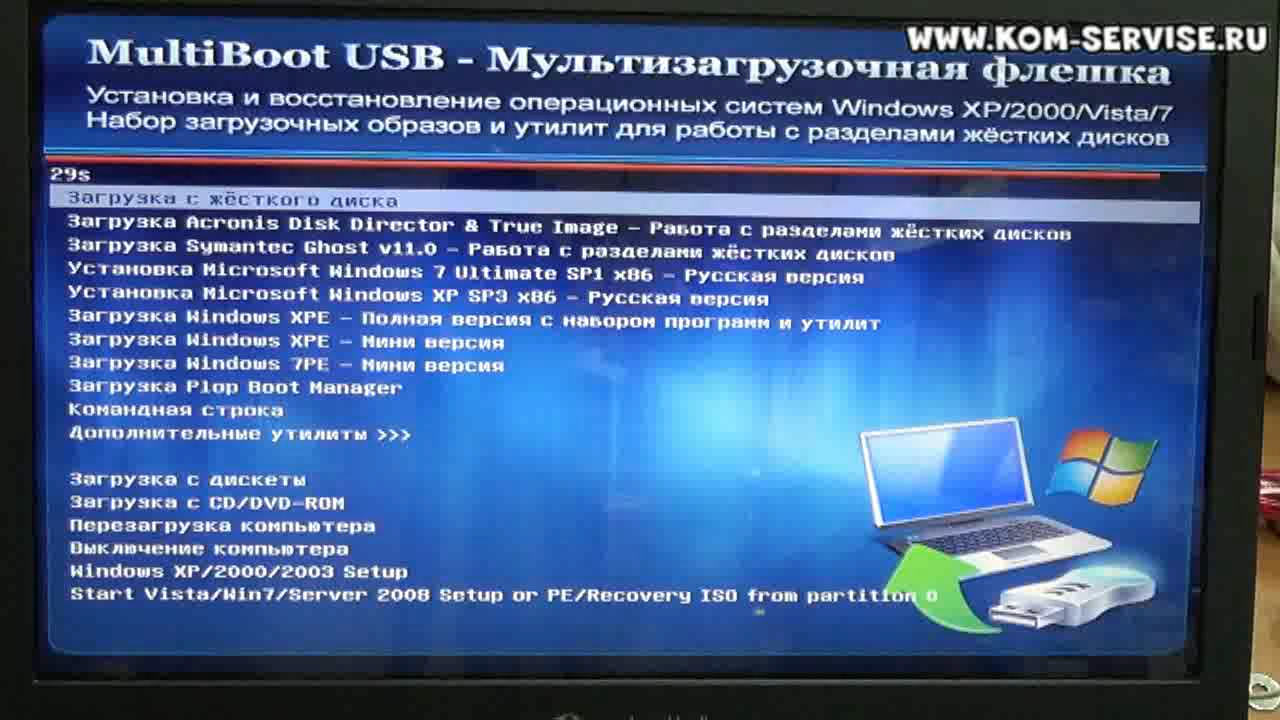 WWW.KOM-SERVISE.RU
MultiBoot USB - Мультизагрузочная флешка
Установка и восстановление операционных систем Windows XP/2000/Vista/7
Набор загрузочных образов и утилит для работы с разделами жёстких дисков
29s
Загрузка с жёсткого диска
Загрузка Acronis Disk Director & True Image - Работа с разделами жёстких дисков
Загрузка Symantec Ghost v11.0 - Работа с разделами жёстких дисков
Установка Microsoft Windows 7 Ultimate SP1 x86 - Русская версия
Установка Microsoft Windows XP SP3 x86 - Русская версия
Загрузка Windows XPE - Полная версия с набором программ и утилит
Загрузка Windows XPE - Мини версия
Загрузка Windows 7PE - Мини версия
Загрузка Plop Boot Manager
Командная строка
Дополнительные утилиты >>>
Загрузка с дискеты
Загрузка с CD/DVD-ROM
Перезагрузка компьютера
Выключение компьютера
Windows XP/2000/2003 Setup
Start Vista/Win7/Server 2008 Setup or PE/Recovery ISO from partition 0